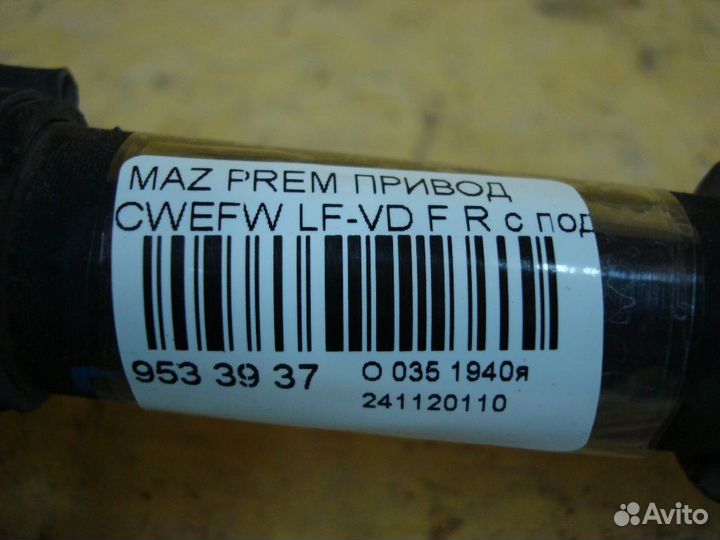 MAZ PREM ПРИВОД
CWEFW LF-VD F R с под
953 39 37 О 035 1940я
241120110
Avito